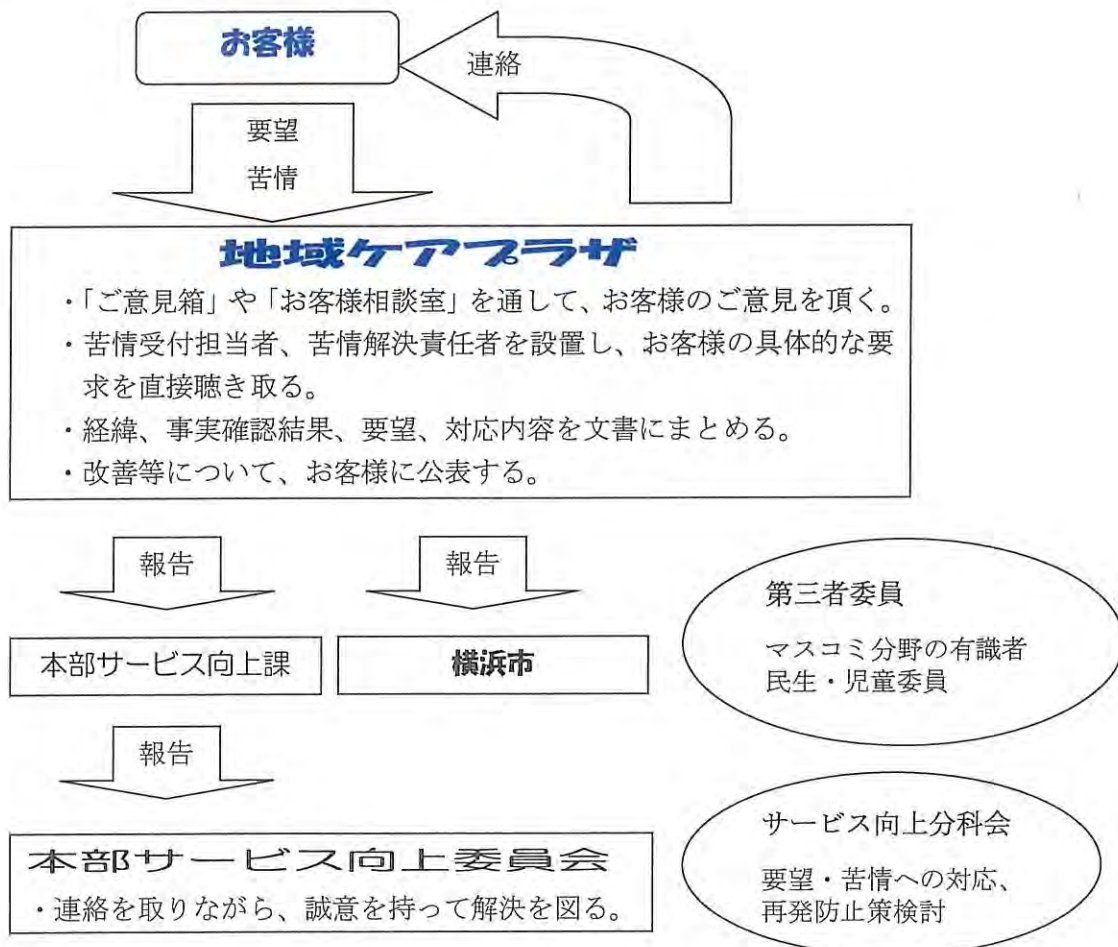 お客様
連絡
要望
苦情
地域ケアプラザ
・「ご意見箱」や「お客様相談室」を通して、お客様のご意見を頂く。
・苦情受付担当者、苦情解決責任者を設置し、お客様の具体的な要
求を直接聴き取る。
・経緯、事実確認結果、要望、対応内容を文書にまとめる。
・改善等について、お客様に公表する。
報告
報告
本部サービス向上課
横浜市
第三者委員
マスコミ分野の有識者
民生・児童委員
報告
本部サービス向上委員会
・連絡を取りながら、誠意を持って解決を図る。
サービス向上分科会
要望・苦情への対応、
再発防止策検討